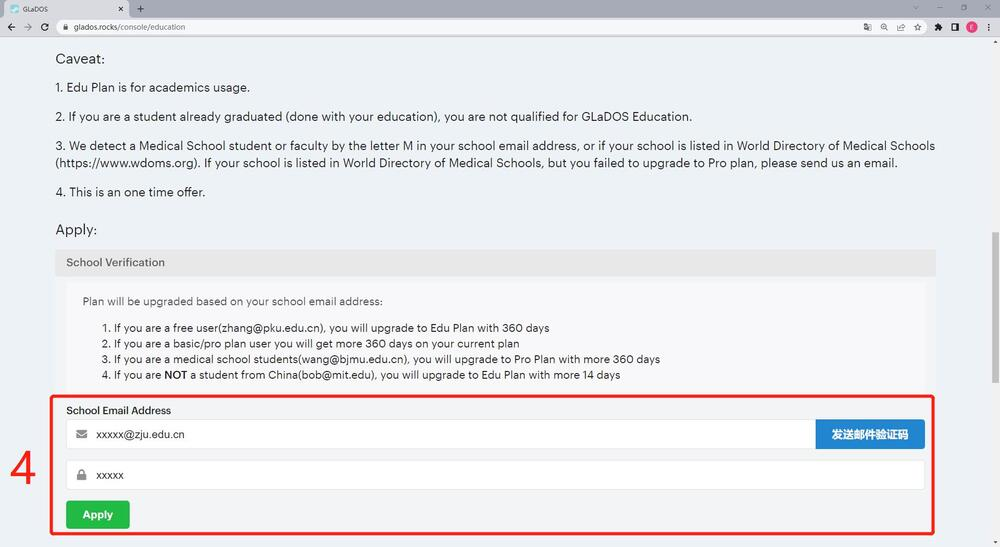 GLaDOS
glados.rocks/console/education
E
Caveat:
1. Edu Plan is for academics usage.
2. If you are a student already graduated (done with your education), you are not qualified for GLaDOS Education.
3. We detect a Medical School student or faculty by the letter M in your school email address, or if your school is listed in World Directory of Medical Schools
(https://www.wdoms.org). If your school is listed in World Directory of Medical Schools, but you failed to upgrade to Pro plan, please send us an email.
4. This is an one time offer.
Apply:
School Verification
Plan will be upgraded based on your school email address:
1. If you are a free user(zhang@pku.edu.cn), you will upgrade to Edu Plan with 360 days
2. If you are a basic/pro plan user you will get more 360 days on your current plan
3. If you are a medical school students(wang@bjmu.edu.cn), you will upgrade to Pro Plan with more 360 days
4. If you are NOT a student from China(bob@mit.edu), you will upgrade to Edu Plan with more 14 days
School Email Address
xxxxx@zju.edu.cn
发送邮件验证码
4
xxxxx
Apply